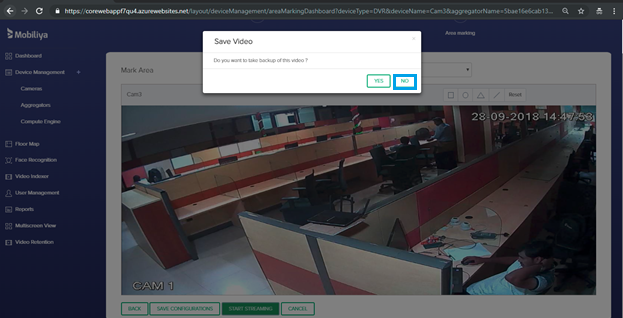 https://corewebappf7qu4.azurewebsites.net/layout/deviceManagement/areaMarkingDashboard?deviceType=DVR&deviceName=Cam3&aggregatorName=5bae16e6cab13...
Mobiliya
Area marking
Save Video
×
Do you want to take backup of this video ?
YES
NO
Dashboard
Device Management
Cameras
Aggregators
Compute Engine
Floor Map
Face Recognition
Video Indexer
User Management
Reports
Multiscreen View
Video Retention
Mark Area
Cam3
Reset
28-09-2018 14:47:53
CAM 1
BACK
SAVE CONFIGURATIONS
START STREAMING
CANCEL